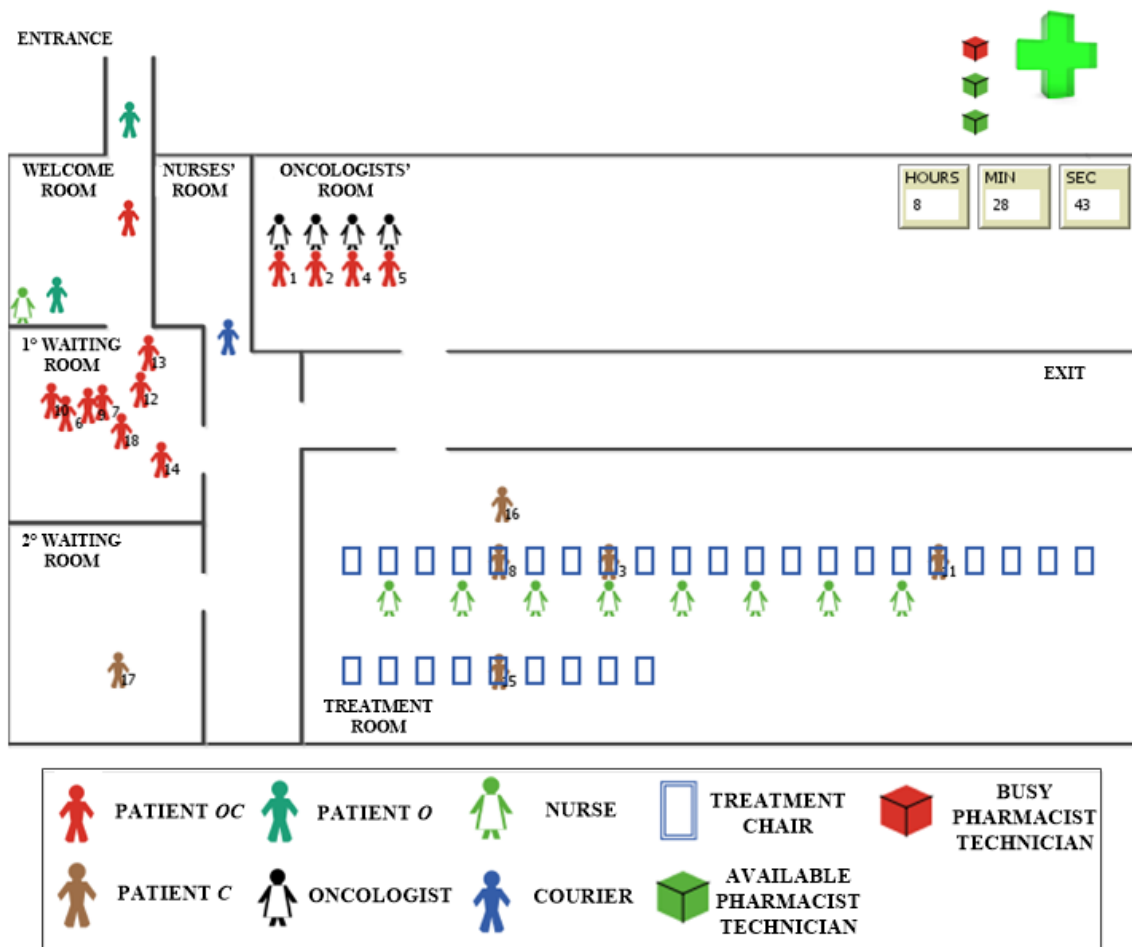 ENTRANCE
WELCOME
ROOM
NURSES'
ROOM
ONCOLOGISTS'
ROOM
HOURS
8
MIN
28
SEC
43
1
2
4
5
1° WAITING
ROOM
13
12
10
6
9
7
18
14
EXIT
2° WAITING
ROOM
17
16
8
3
11
15
TREATMENT
ROOM
PATIENT OC
PATIENT O
NURSE
TREATMENT
CHAIR
BUSY
PHARMACIST
TECHNICIAN
PATIENT C
ONCOLOGIST
COURIER
AVAILABLE
PHARMACIST
TECHNICIAN